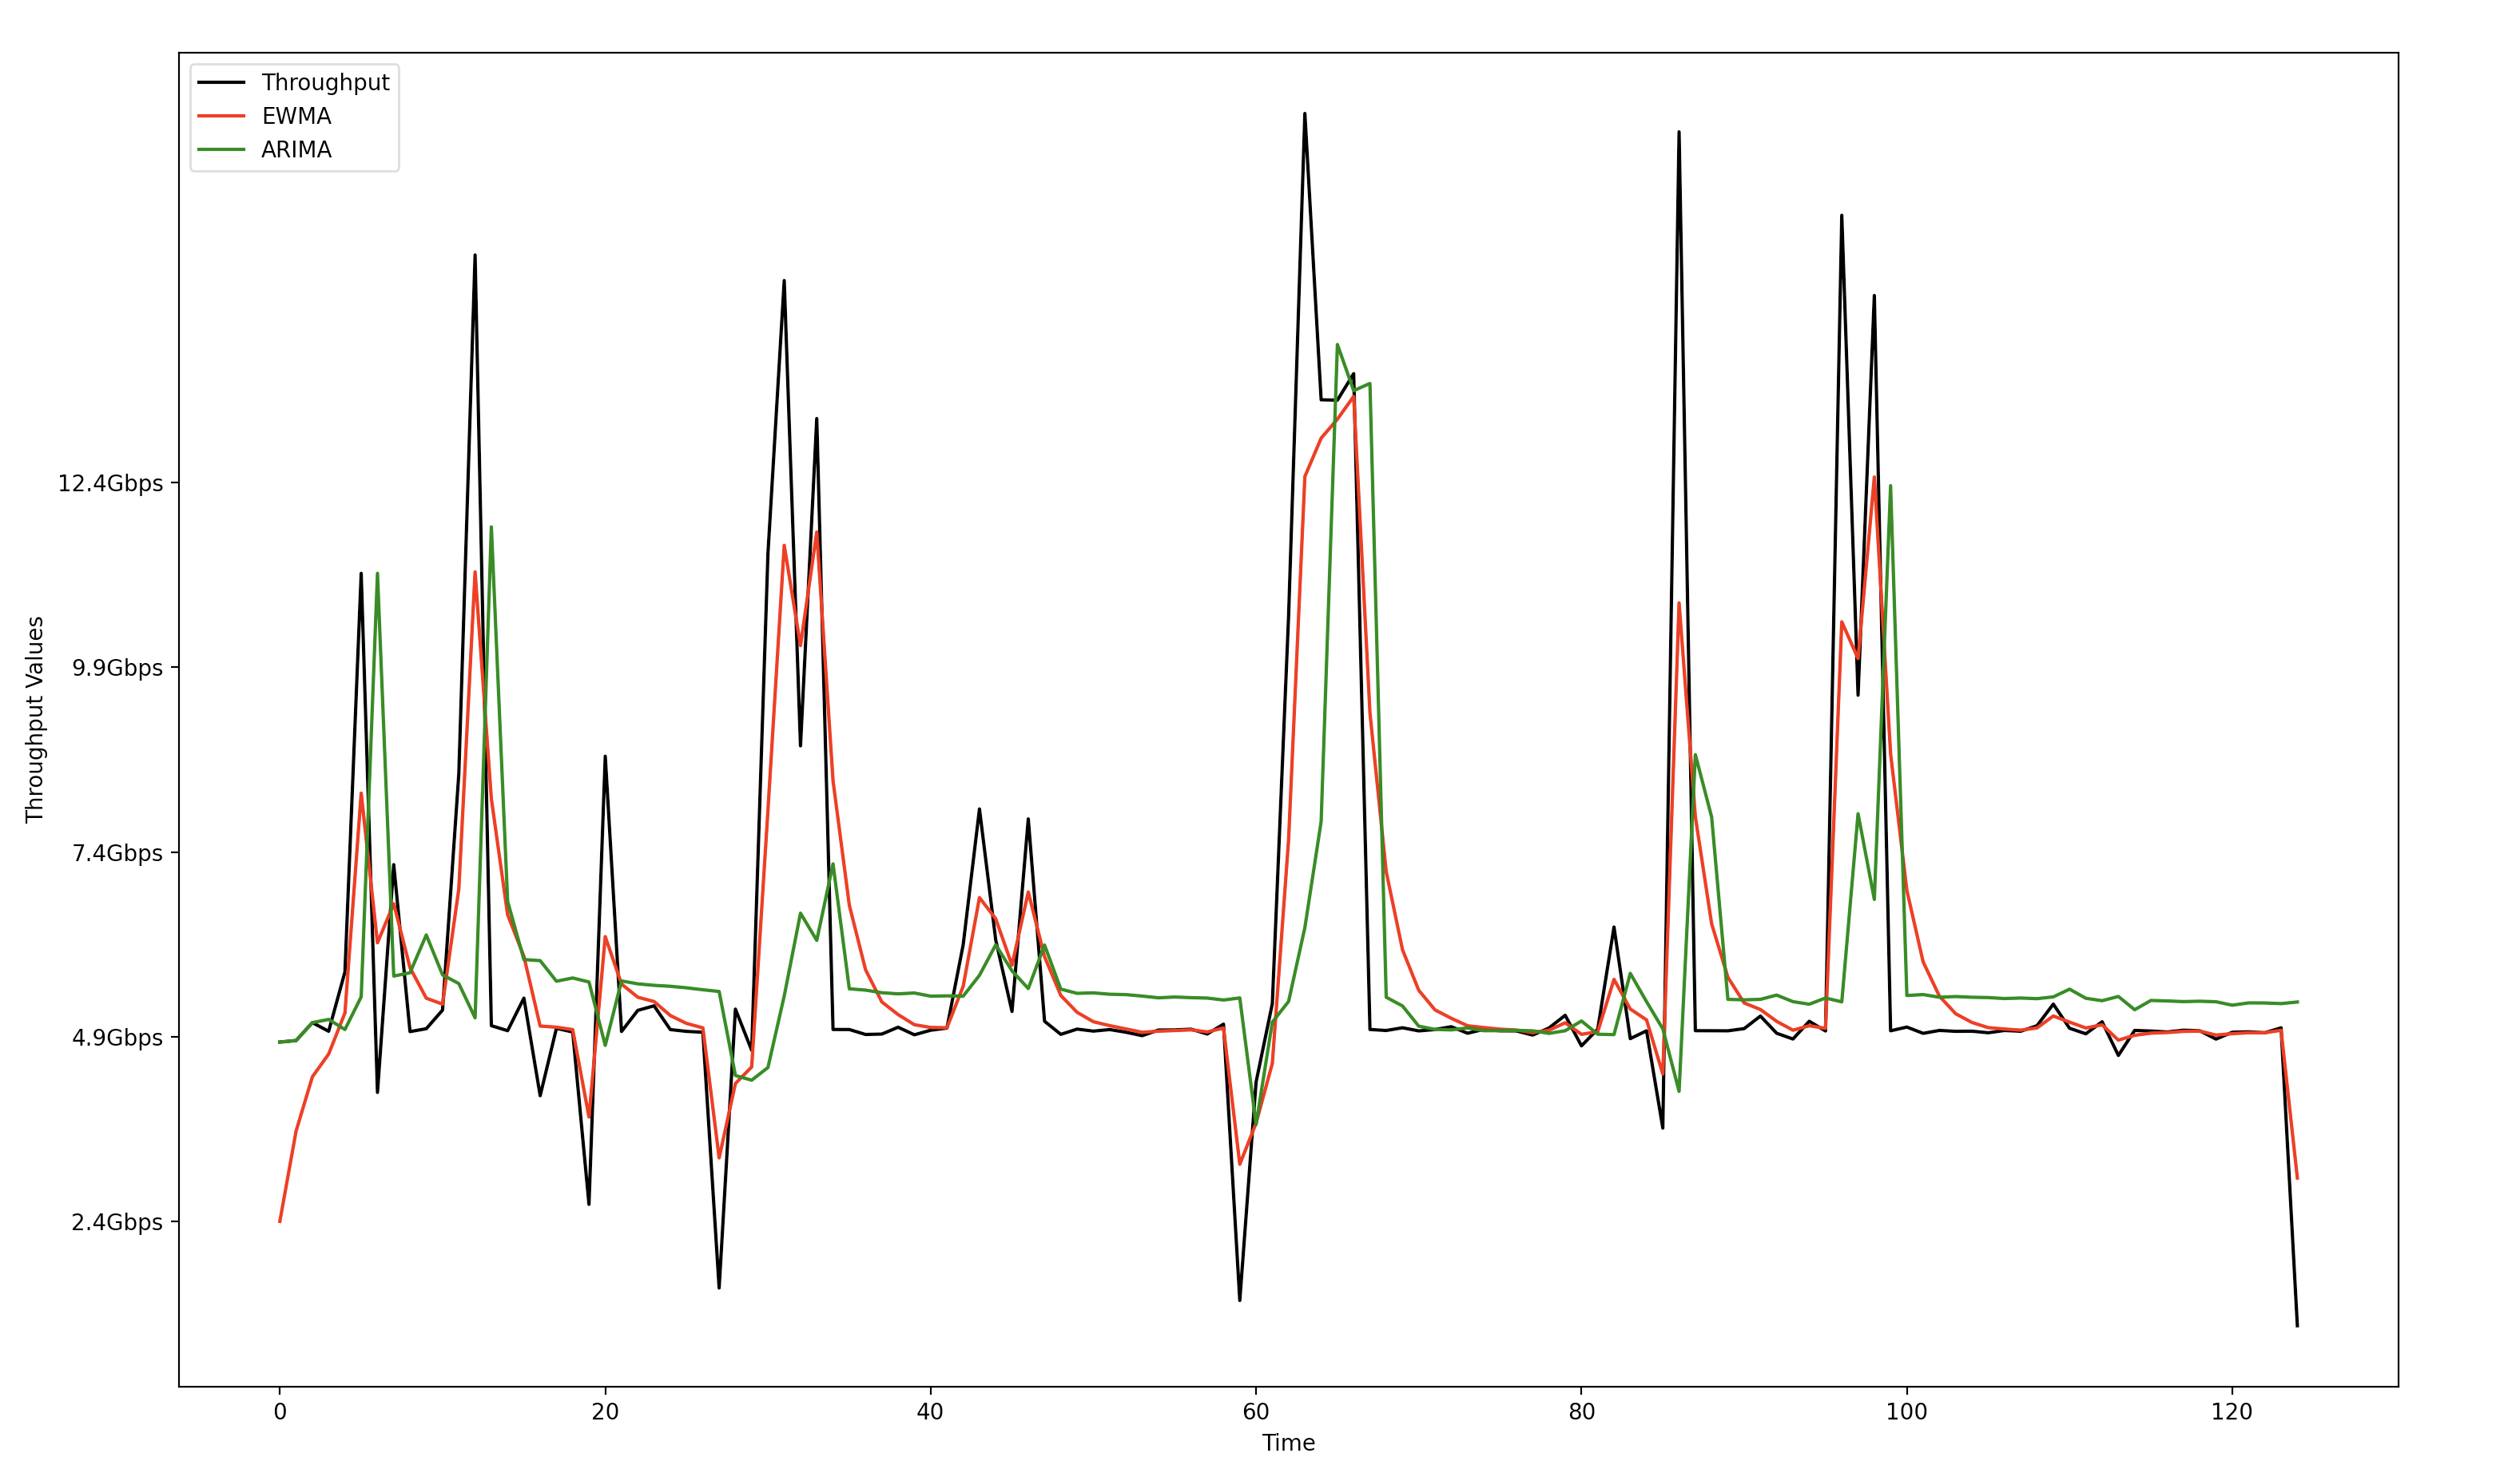 Throughput
EWMA
ARIMA
12.4Gbps
9.9Gbps
7.4Gbps
4.9Gbps
2.4Gbps
Throughput Values
0 20 40 60 80 100 120
Time